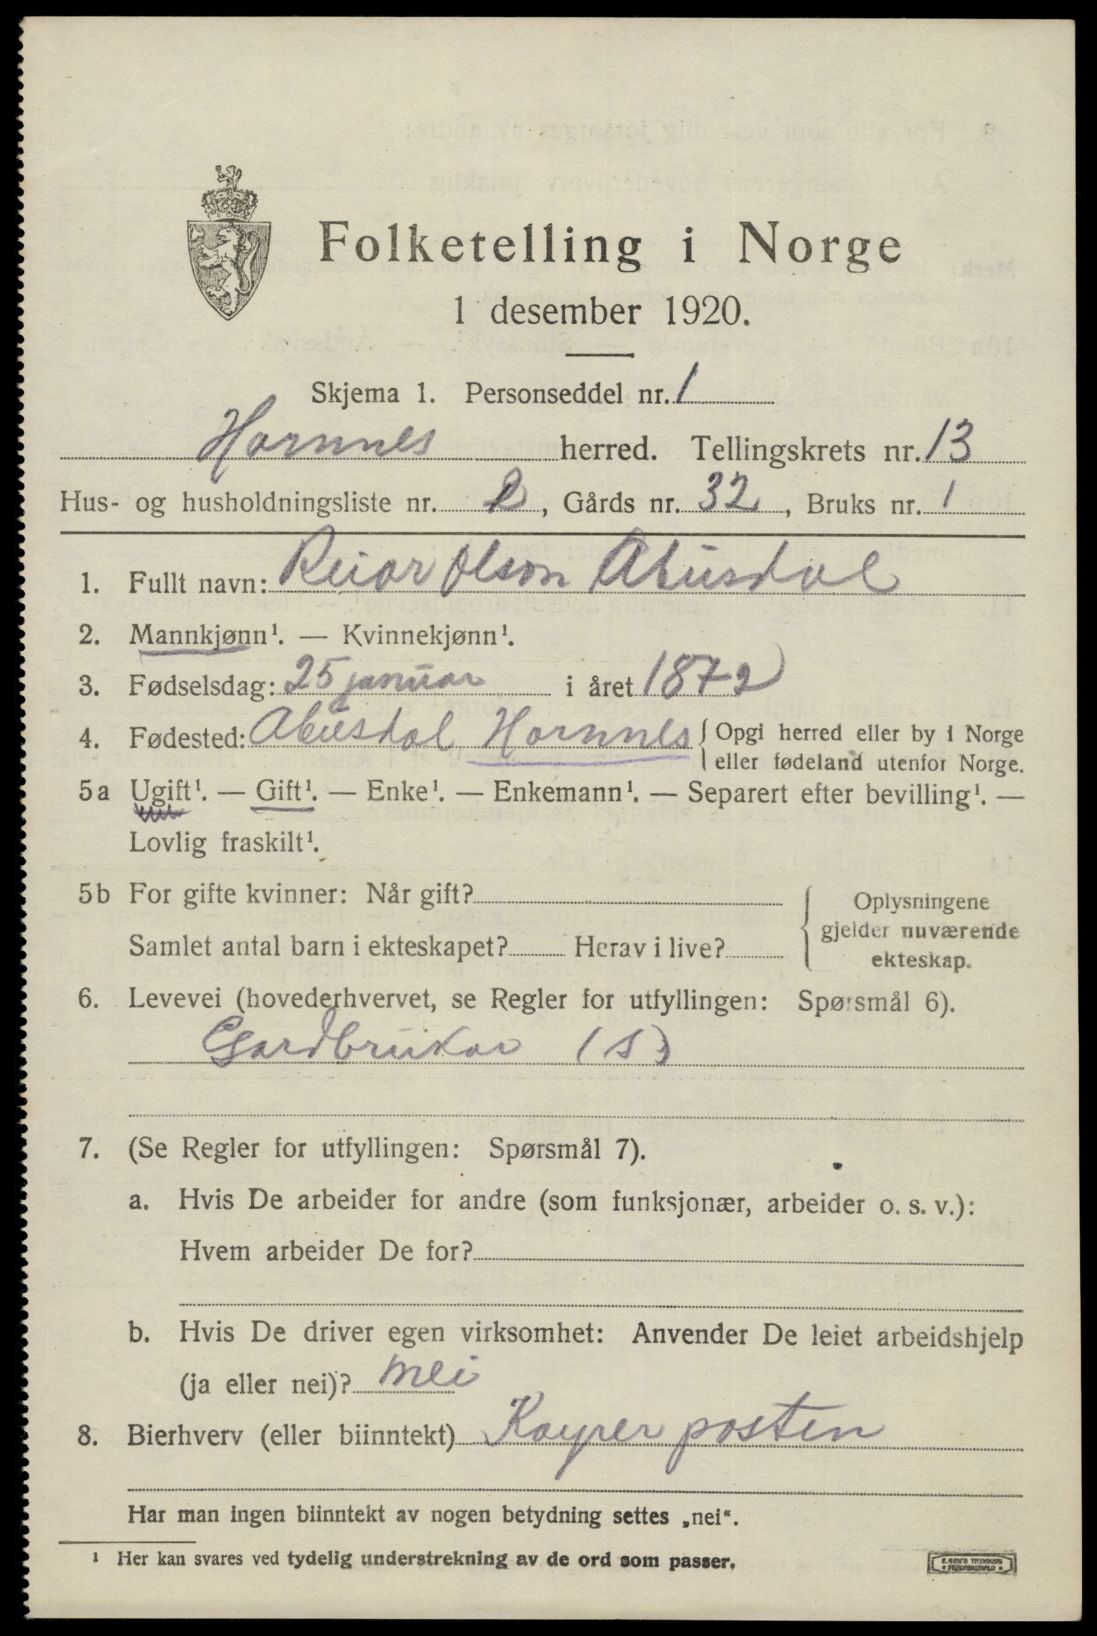 Folketelling i Norge
1 desember 1920.
Skjema 1. Personseddel nr. 1
Hornnes herred. Tellingskrets nr. 13
Hus- og husholdningsliste nr. 2, Gårds nr. 32, Bruks nr. 1
1. Fullt navn: Reiar Olson Abusdal
2. Mannkjønn¹. — Kvinnekjønn¹.
3. Fødselsdag: 25 januar i året 1872
4. Fødested: Abusdal Hornnes { Opgi herred eller by i Norge
eller fødeland utenfor Norge.
5 a Ugift¹. — Gift¹. — Enke¹. — Enkemann¹. — Separert efter bevilling¹. —
Lovlig fraskilt¹.
5 b For gifte kvinner: Når gift?
Samlet antal barn i ekteskapet? Herav i live?
Oplysningene
gjelder nuværende
ekteskap.
6. Levevei (hovederhvervet, se Regler for utfyllingen: Spørsmål 6).
Gardbrukar (S)
7. (Se Regler for utfyllingen: Spørsmål 7).
a. Hvis De arbeider for andre (som funksjonær, arbeider o. s. v.):
Hvem arbeider De for?
b. Hvis De driver egen virksomhet: Anvender De leiet arbeidshjelp
(ja eller nei)? nei
8. Bierhverv (eller biinntekt) Køyrer posten
Har man ingen biinntekt av nogen betydning settes „nei“.
¹ Her kan svares ved tydelig understrekning av de ord som passer.